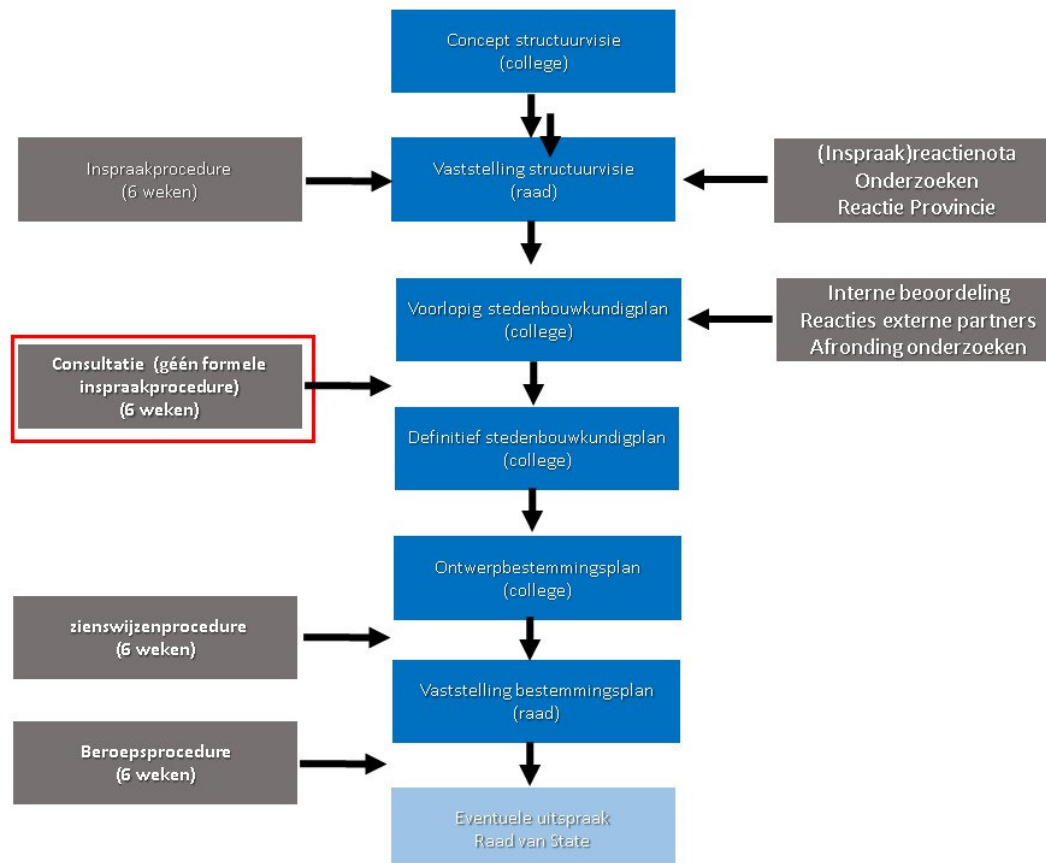 Concept structuurvisie
(college)
Inspraakprocedure
(6 weken)
Vaststelling structuurvisie
(raad)
(Inspraak)reactienota
Onderzoeken
Reactie Provincie
Voorlopig stedenbouwkundigplan
(college)
Interne beoordeling
Reacties externe partners
Afronding onderzoeken
Consultatie (géén formele
inspraakprocedure)
(6 weken)
Definitief stedenbouwkundigplan
(college)
Ontwerpbestemmingsplan
(college)
zienswijzenprocedure
(6 weken)
Vaststelling bestemmingsplan
(raad)
Beroepsprocedure
(6 weken)
Eventuele uitspraak
Raad van State